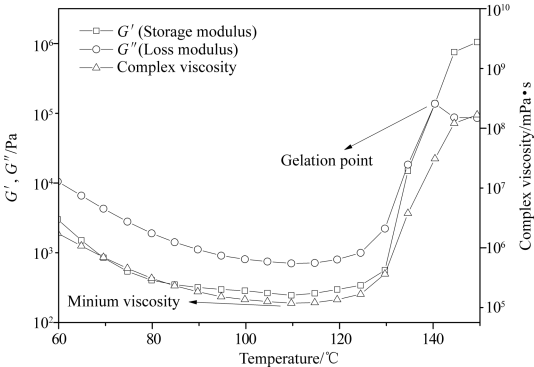 10^6
10^5
10^4
10^3
10^2
G′, G″/Pa
G′ (Storage modulus)
G″ (Loss modulus)
Complex viscosity
Gelation point
Minium viscosity
10^10
10^9
10^8
10^7
10^6
10^5
Complex viscosity/mPa•s
60 80 100 120 140
Temperature/℃